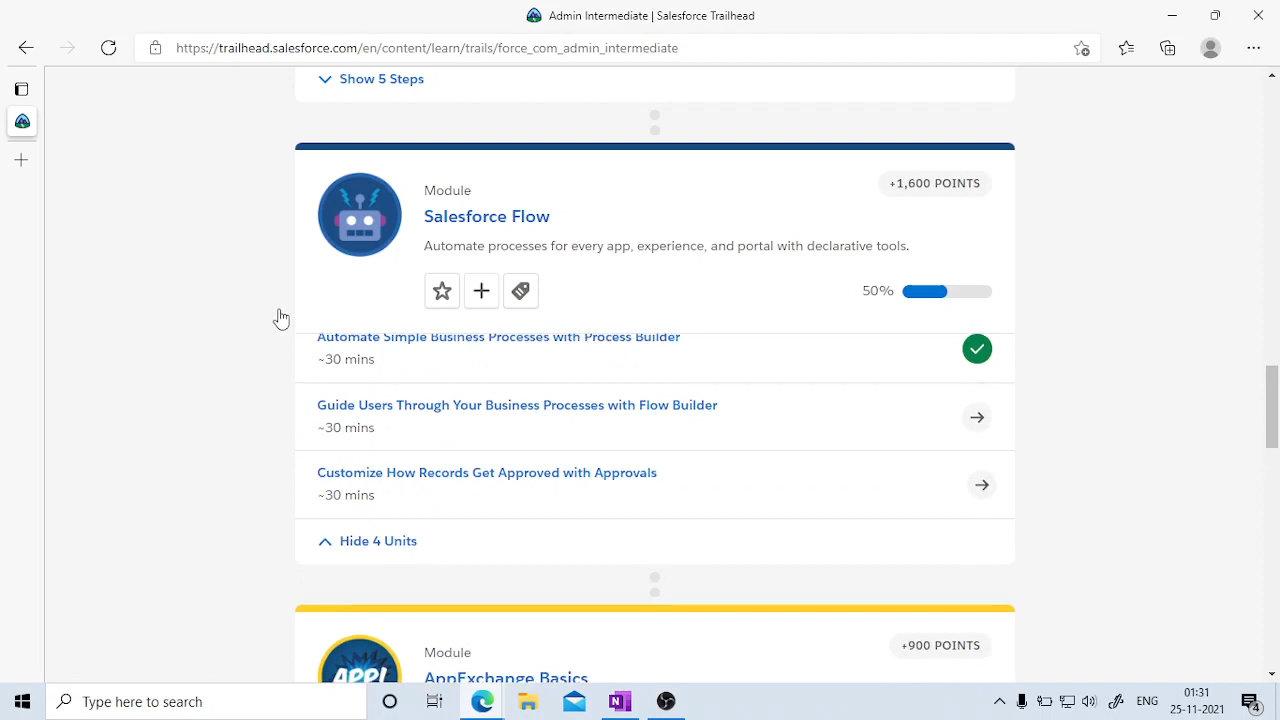 Admin Intermediate | Salesforce Trailhead
https://trailhead.salesforce.com/en/content/learn/trails/force_com_admin_intermediate
Show 5 Steps
Module
+1,600 POINTS
Salesforce Flow
Automate processes for every app, experience, and portal with declarative tools.
50%
Automate Simple Business Processes with Process Builder
~30 mins
Guide Users Through Your Business Processes with Flow Builder
~30 mins
Customize How Records Get Approved with Approvals
~30 mins
Hide 4 Units
Module
+900 POINTS
APP!
AppExchange Basics
Type here to search
ENG
01:31
25-11-2021
4